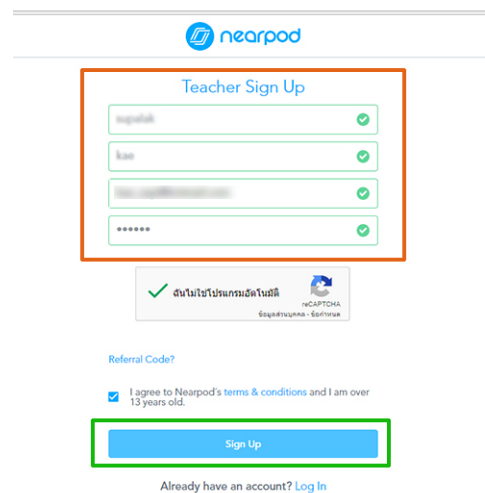 nearpod
Teacher Sign Up
supalak
kae
••••••
ฉันไม่ใช่โปรแกรมอัตโนมัติ
reCAPTCHA
ข้อมูลส่วนบุคคล - ข้อกำหนด
Referral Code?
I agree to Nearpod's terms & conditions and I am over
13 years old.
Sign Up
Already have an account? Log In